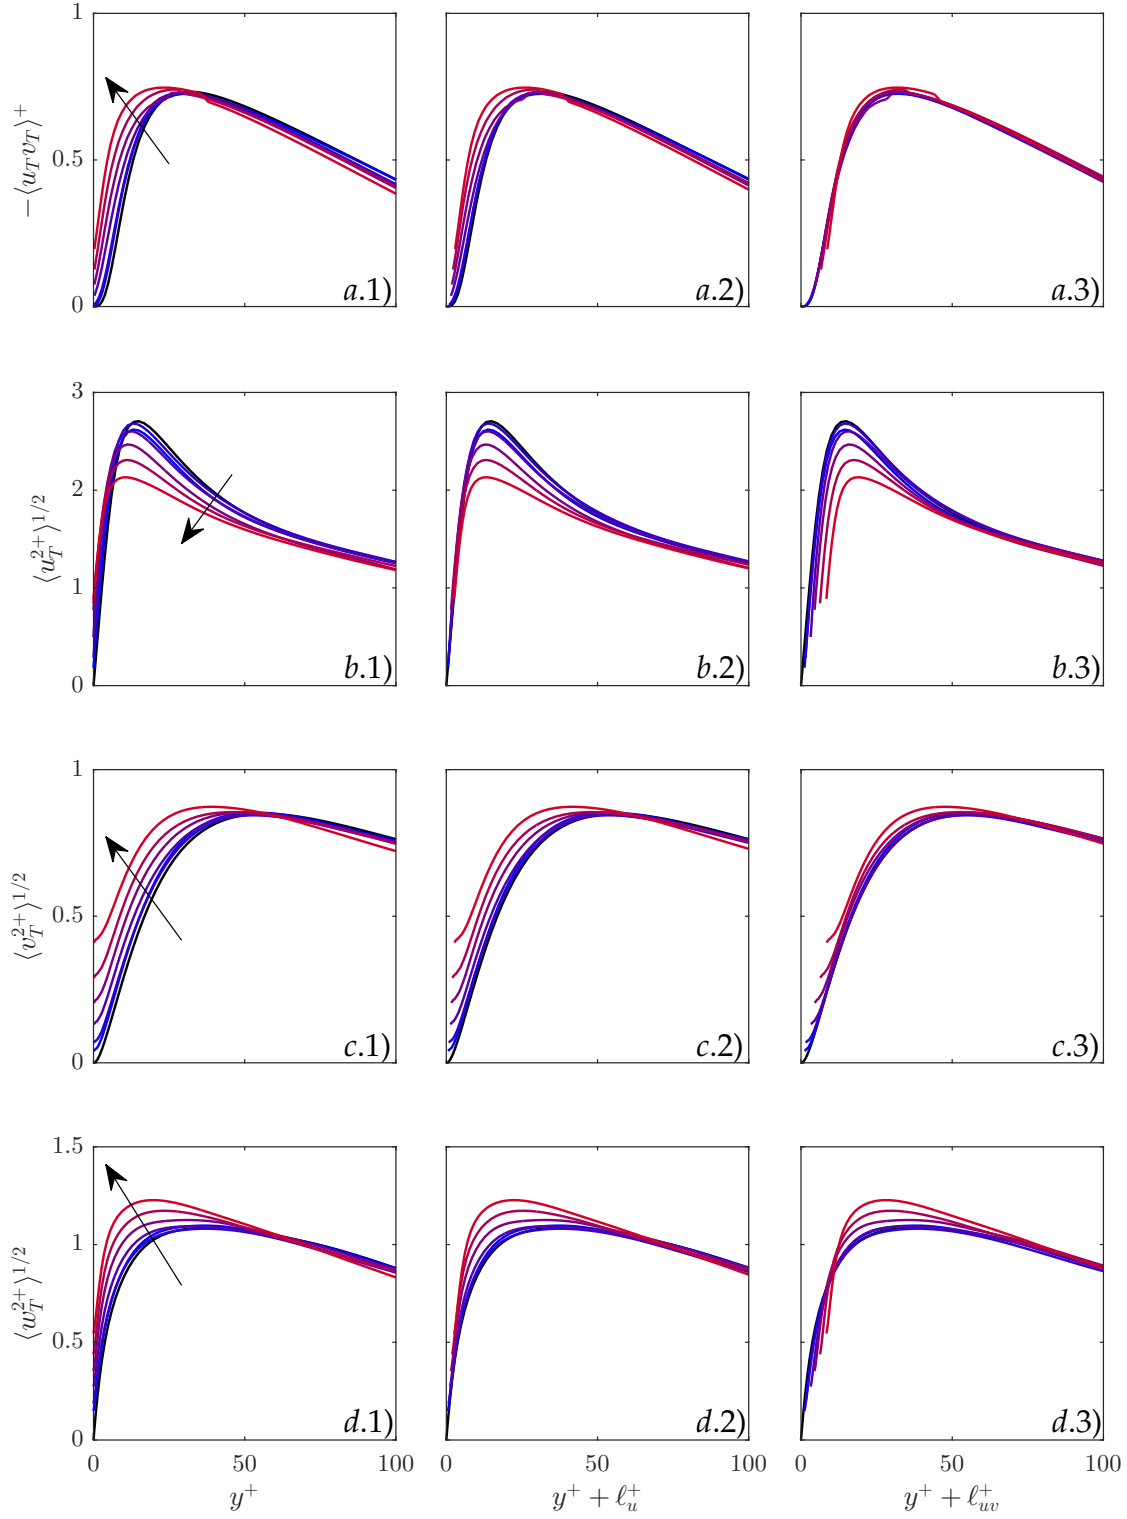 1
0.5
0
−⟨u_T v_T⟩⁺
a.1)
a.2)
a.3)
3
2
1
0
⟨u_T^{2+}⟩^{1/2}
b.1)
b.2)
b.3)
1
0.5
0
⟨v_T^{2+}⟩^{1/2}
c.1)
c.2)
c.3)
1.5
1
0.5
0
⟨w_T^{2+}⟩^{1/2}
d.1)
d.2)
d.3)
0 50 100 0 50 100 0 50 100
y⁺ y⁺ + ℓ_u⁺ y⁺ + ℓ_{uv}⁺